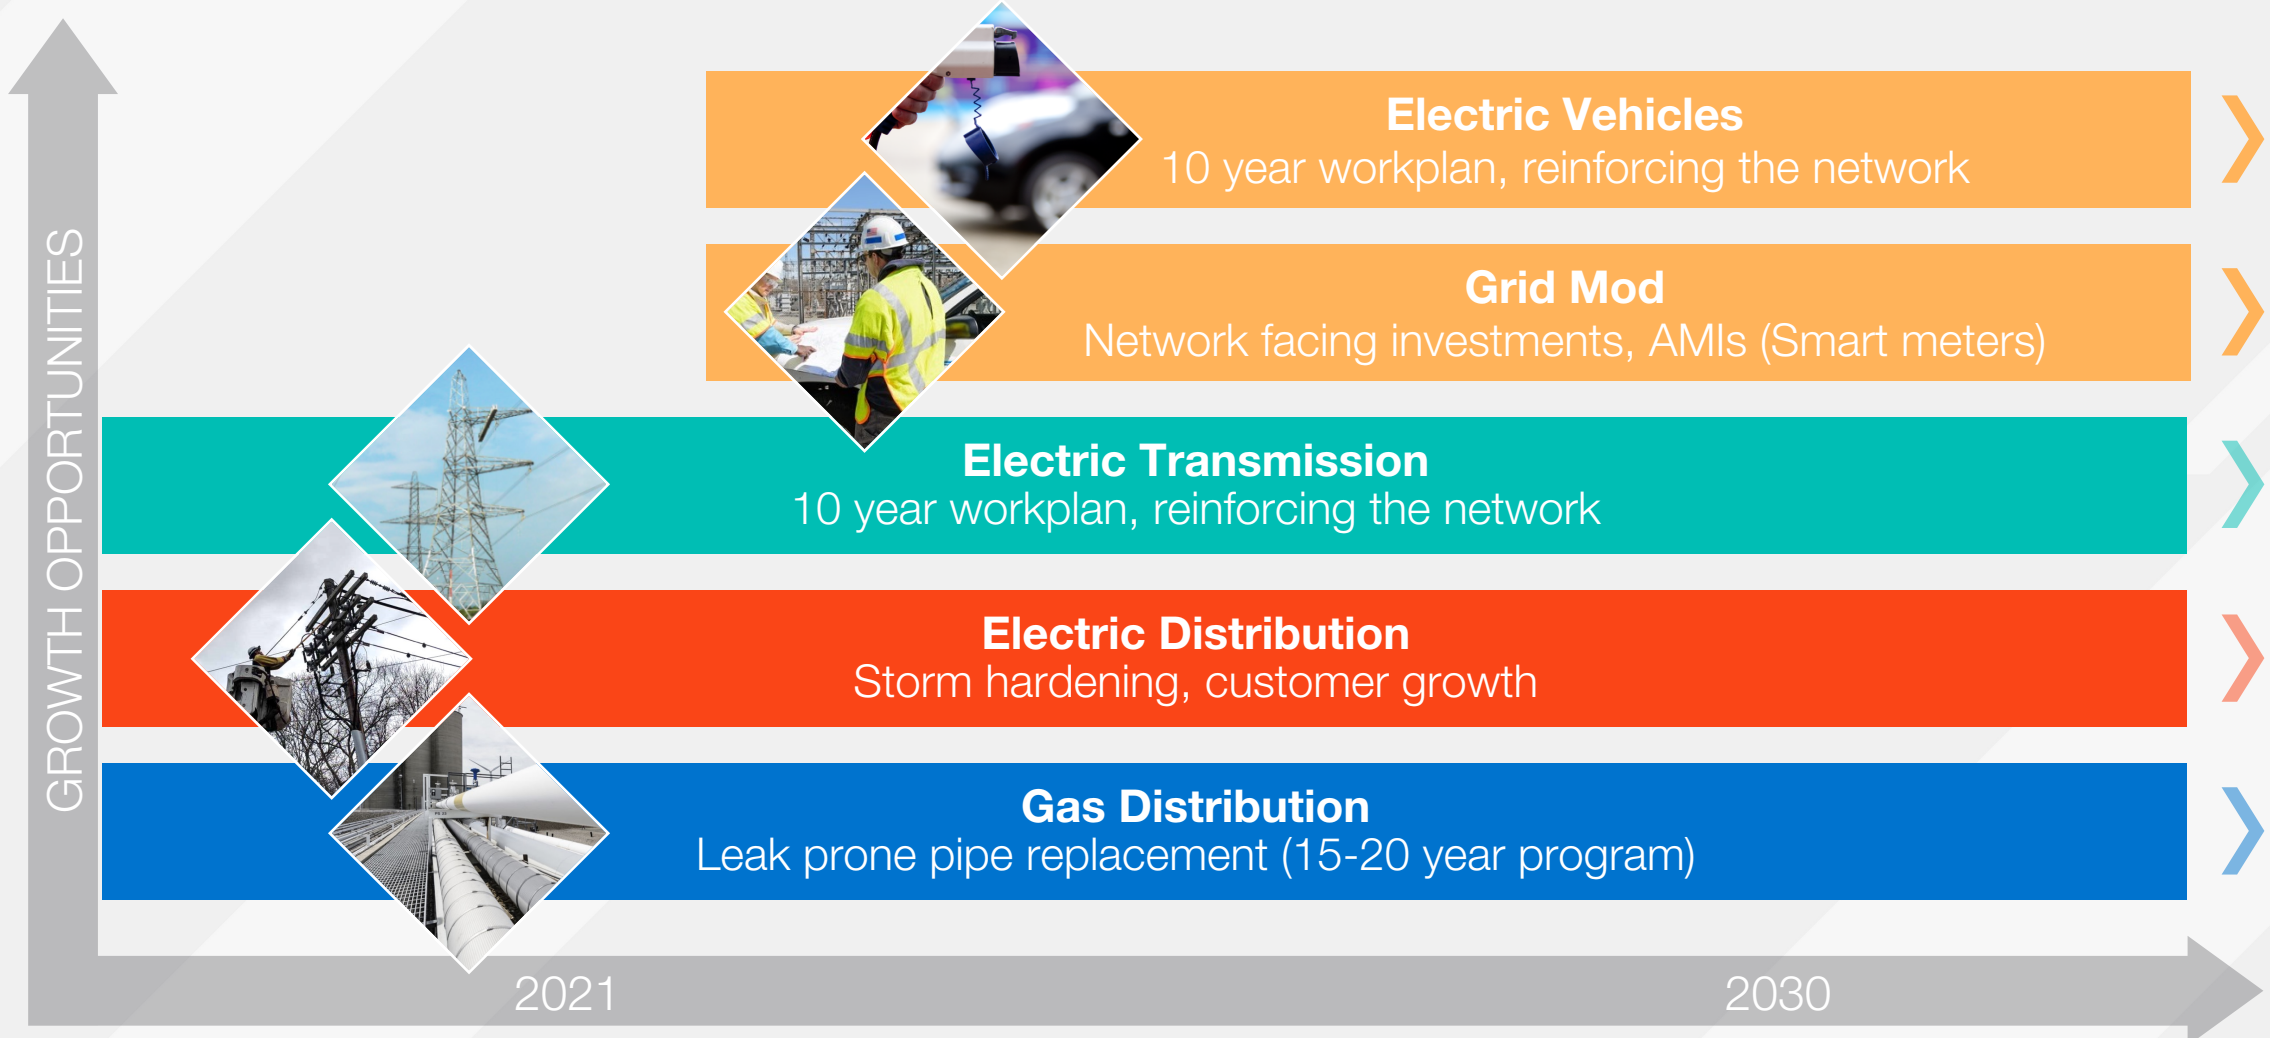 GROWTH OPPORTUNITIES
Electric Vehicles
10 year workplan, reinforcing the network
Grid Mod
Network facing investments, AMIs (Smart meters)
Electric Transmission
10 year workplan, reinforcing the network
Electric Distribution
Storm hardening, customer growth
Gas Distribution
Leak prone pipe replacement (15-20 year program)
2021
2030